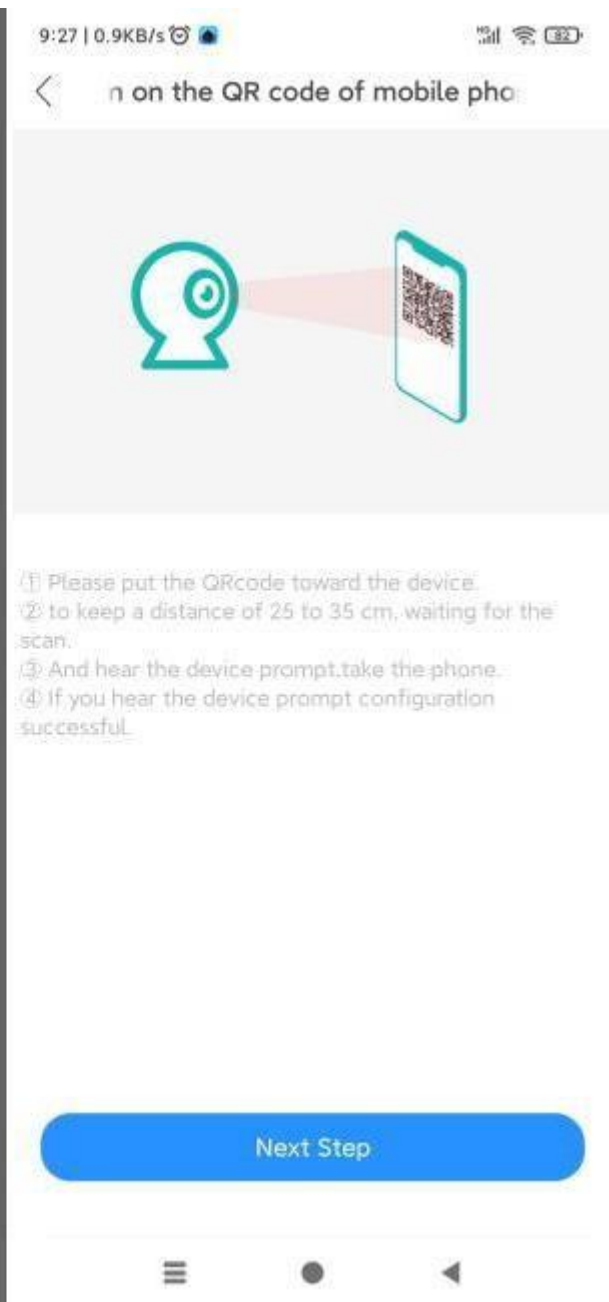 9:27 | 0.9KB/s
82
n on the QR code of mobile pho
① Please put the QRcode toward the device.
② to keep a distance of 25 to 35 cm, waiting for the
scan.
③ And hear the device prompt.take the phone.
④ If you hear the device prompt configuration
successful.
Next Step